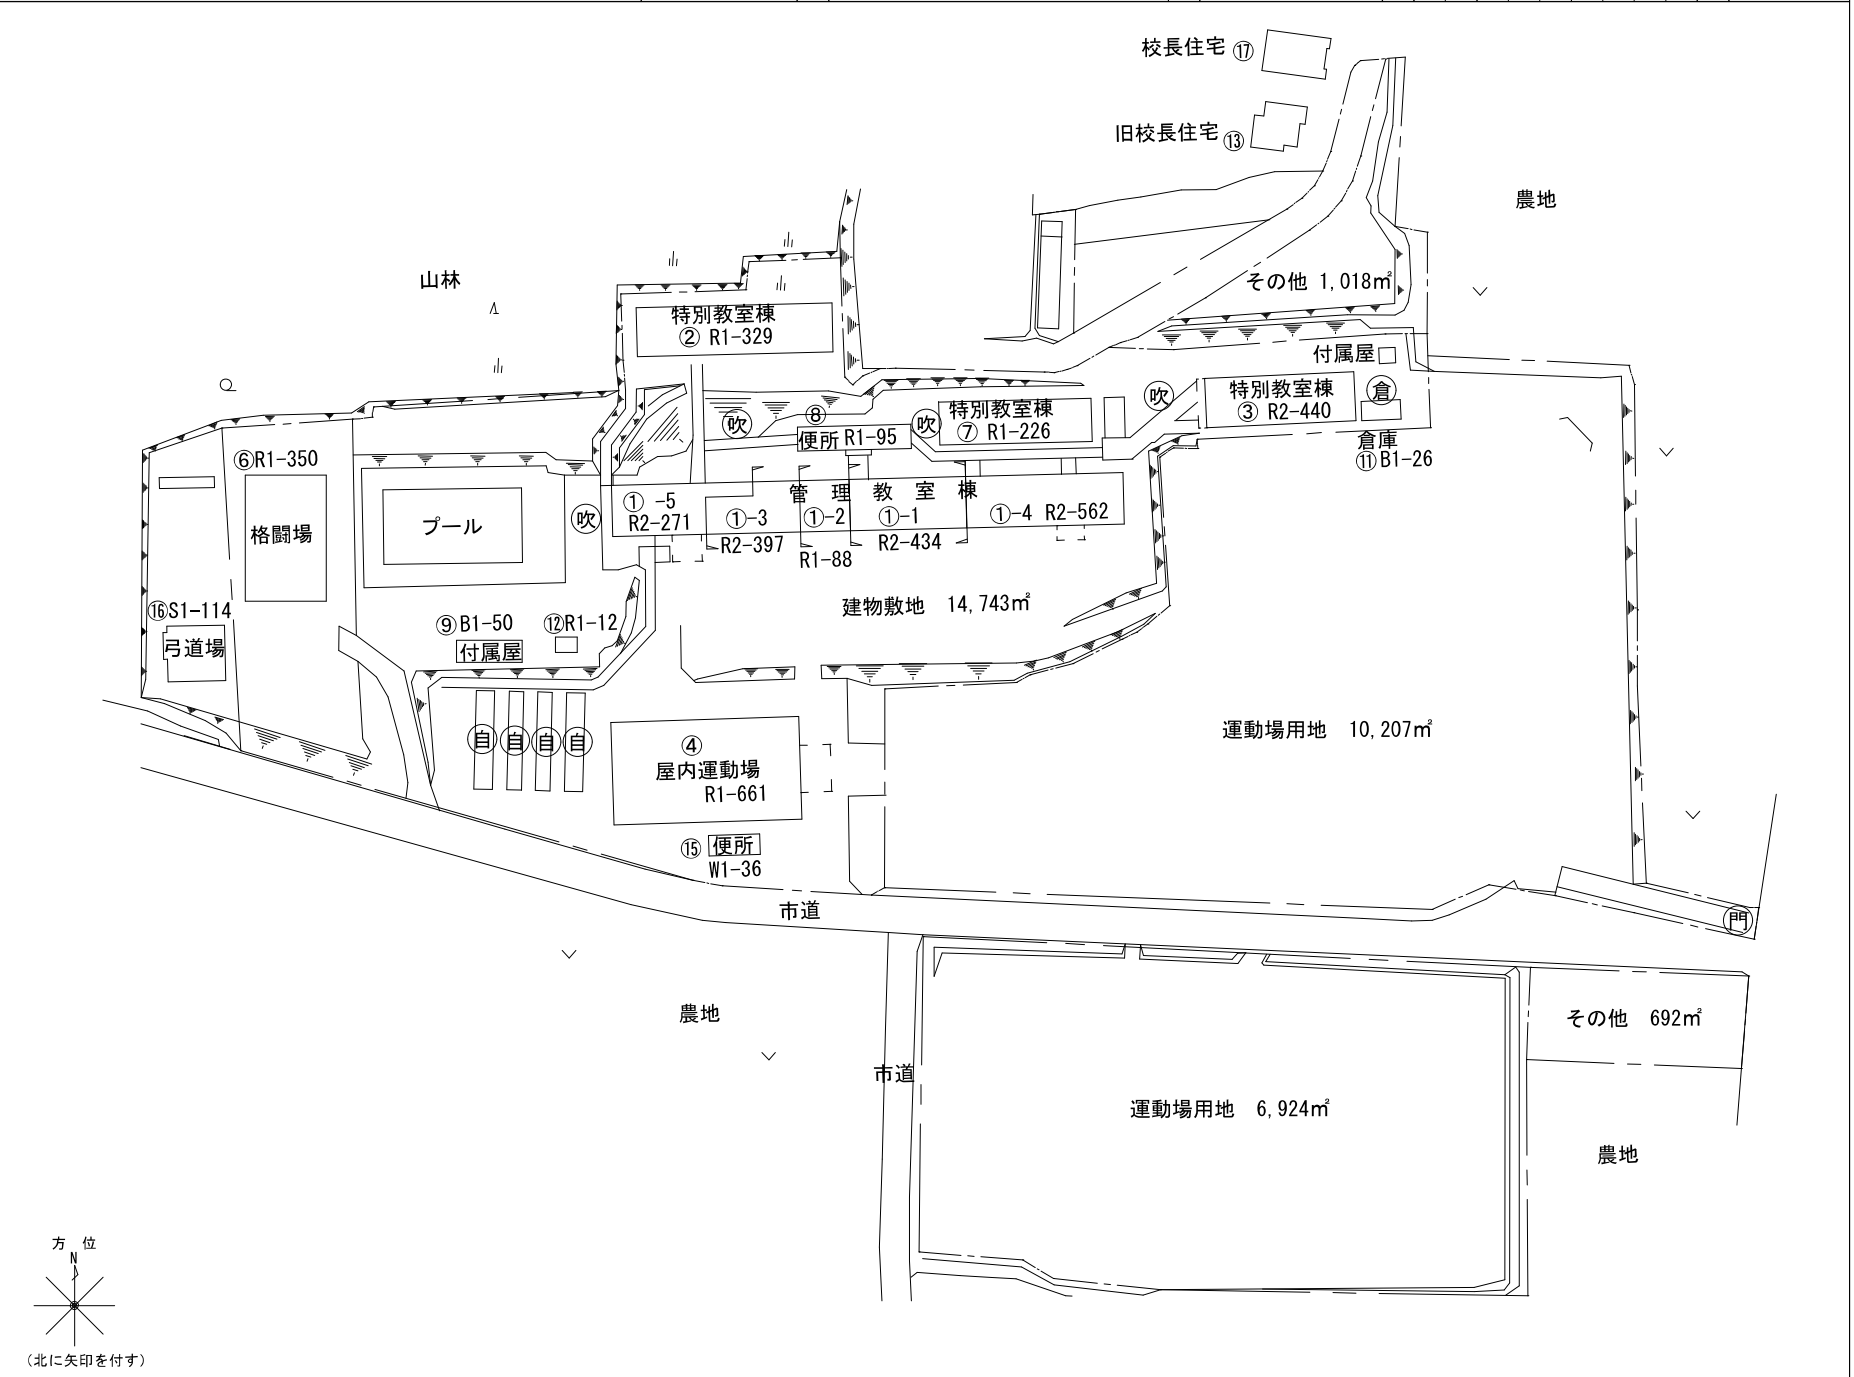 校長住宅 ⑰
旧校長住宅 ⑬
農地
山林
その他 1,018㎡
特別教室棟
② R1-329
付属屋
吹
特別教室棟
③ R2-440
倉
⑧
吹
便所 R1-95
吹
特別教室棟
⑦ R1-226
倉庫
⑪ B1-26
⑥R1-350
格闘場
プール
吹
管理教室棟
① -5
R2-271
①-3
R2-397
①-2
R1-88
①-1
R2-434
①-4 R2-562
⑯S1-114
弓道場
⑨B1-50
付属屋
⑫R1-12
建物敷地 14,743㎡
自 自 自 自
④
屋内運動場
R1-661
運動場用地 10,207㎡
⑮ 便所
W1-36
市道
門
農地
市道
その他 692㎡
運動場用地 6,924㎡
農地
方 位
N
(北に矢印を付す)